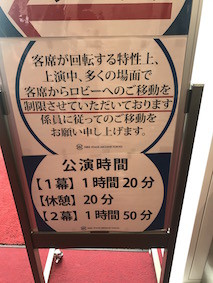 客席が回転する特性上、
上演中、多くの場面で
客席からロビーへのご移動を
制限させていただいております
係員に従ってのご移動を
お願い申し上げます。
公演時間
【1幕】1時間20分
【休憩】20分
【2幕】1時間50分